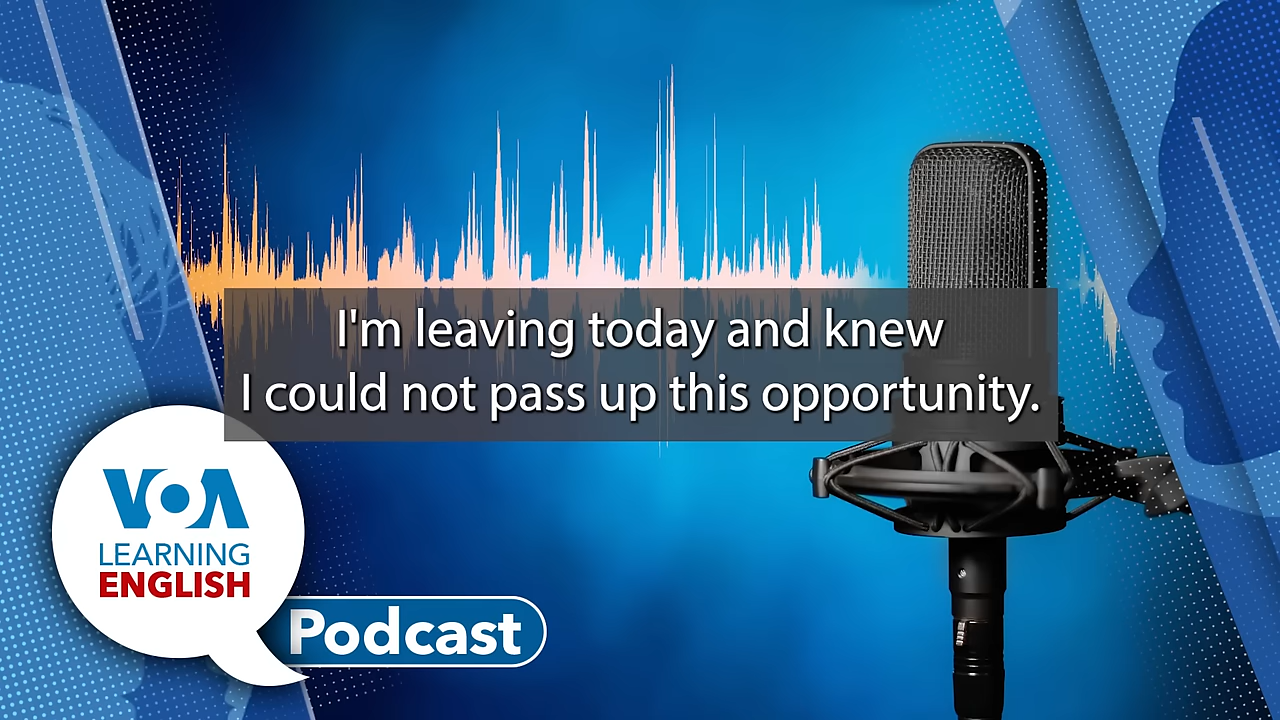 I'm leaving today and knew
I could not pass up this opportunity.
VOA
LEARNING
ENGLISH
Podcast